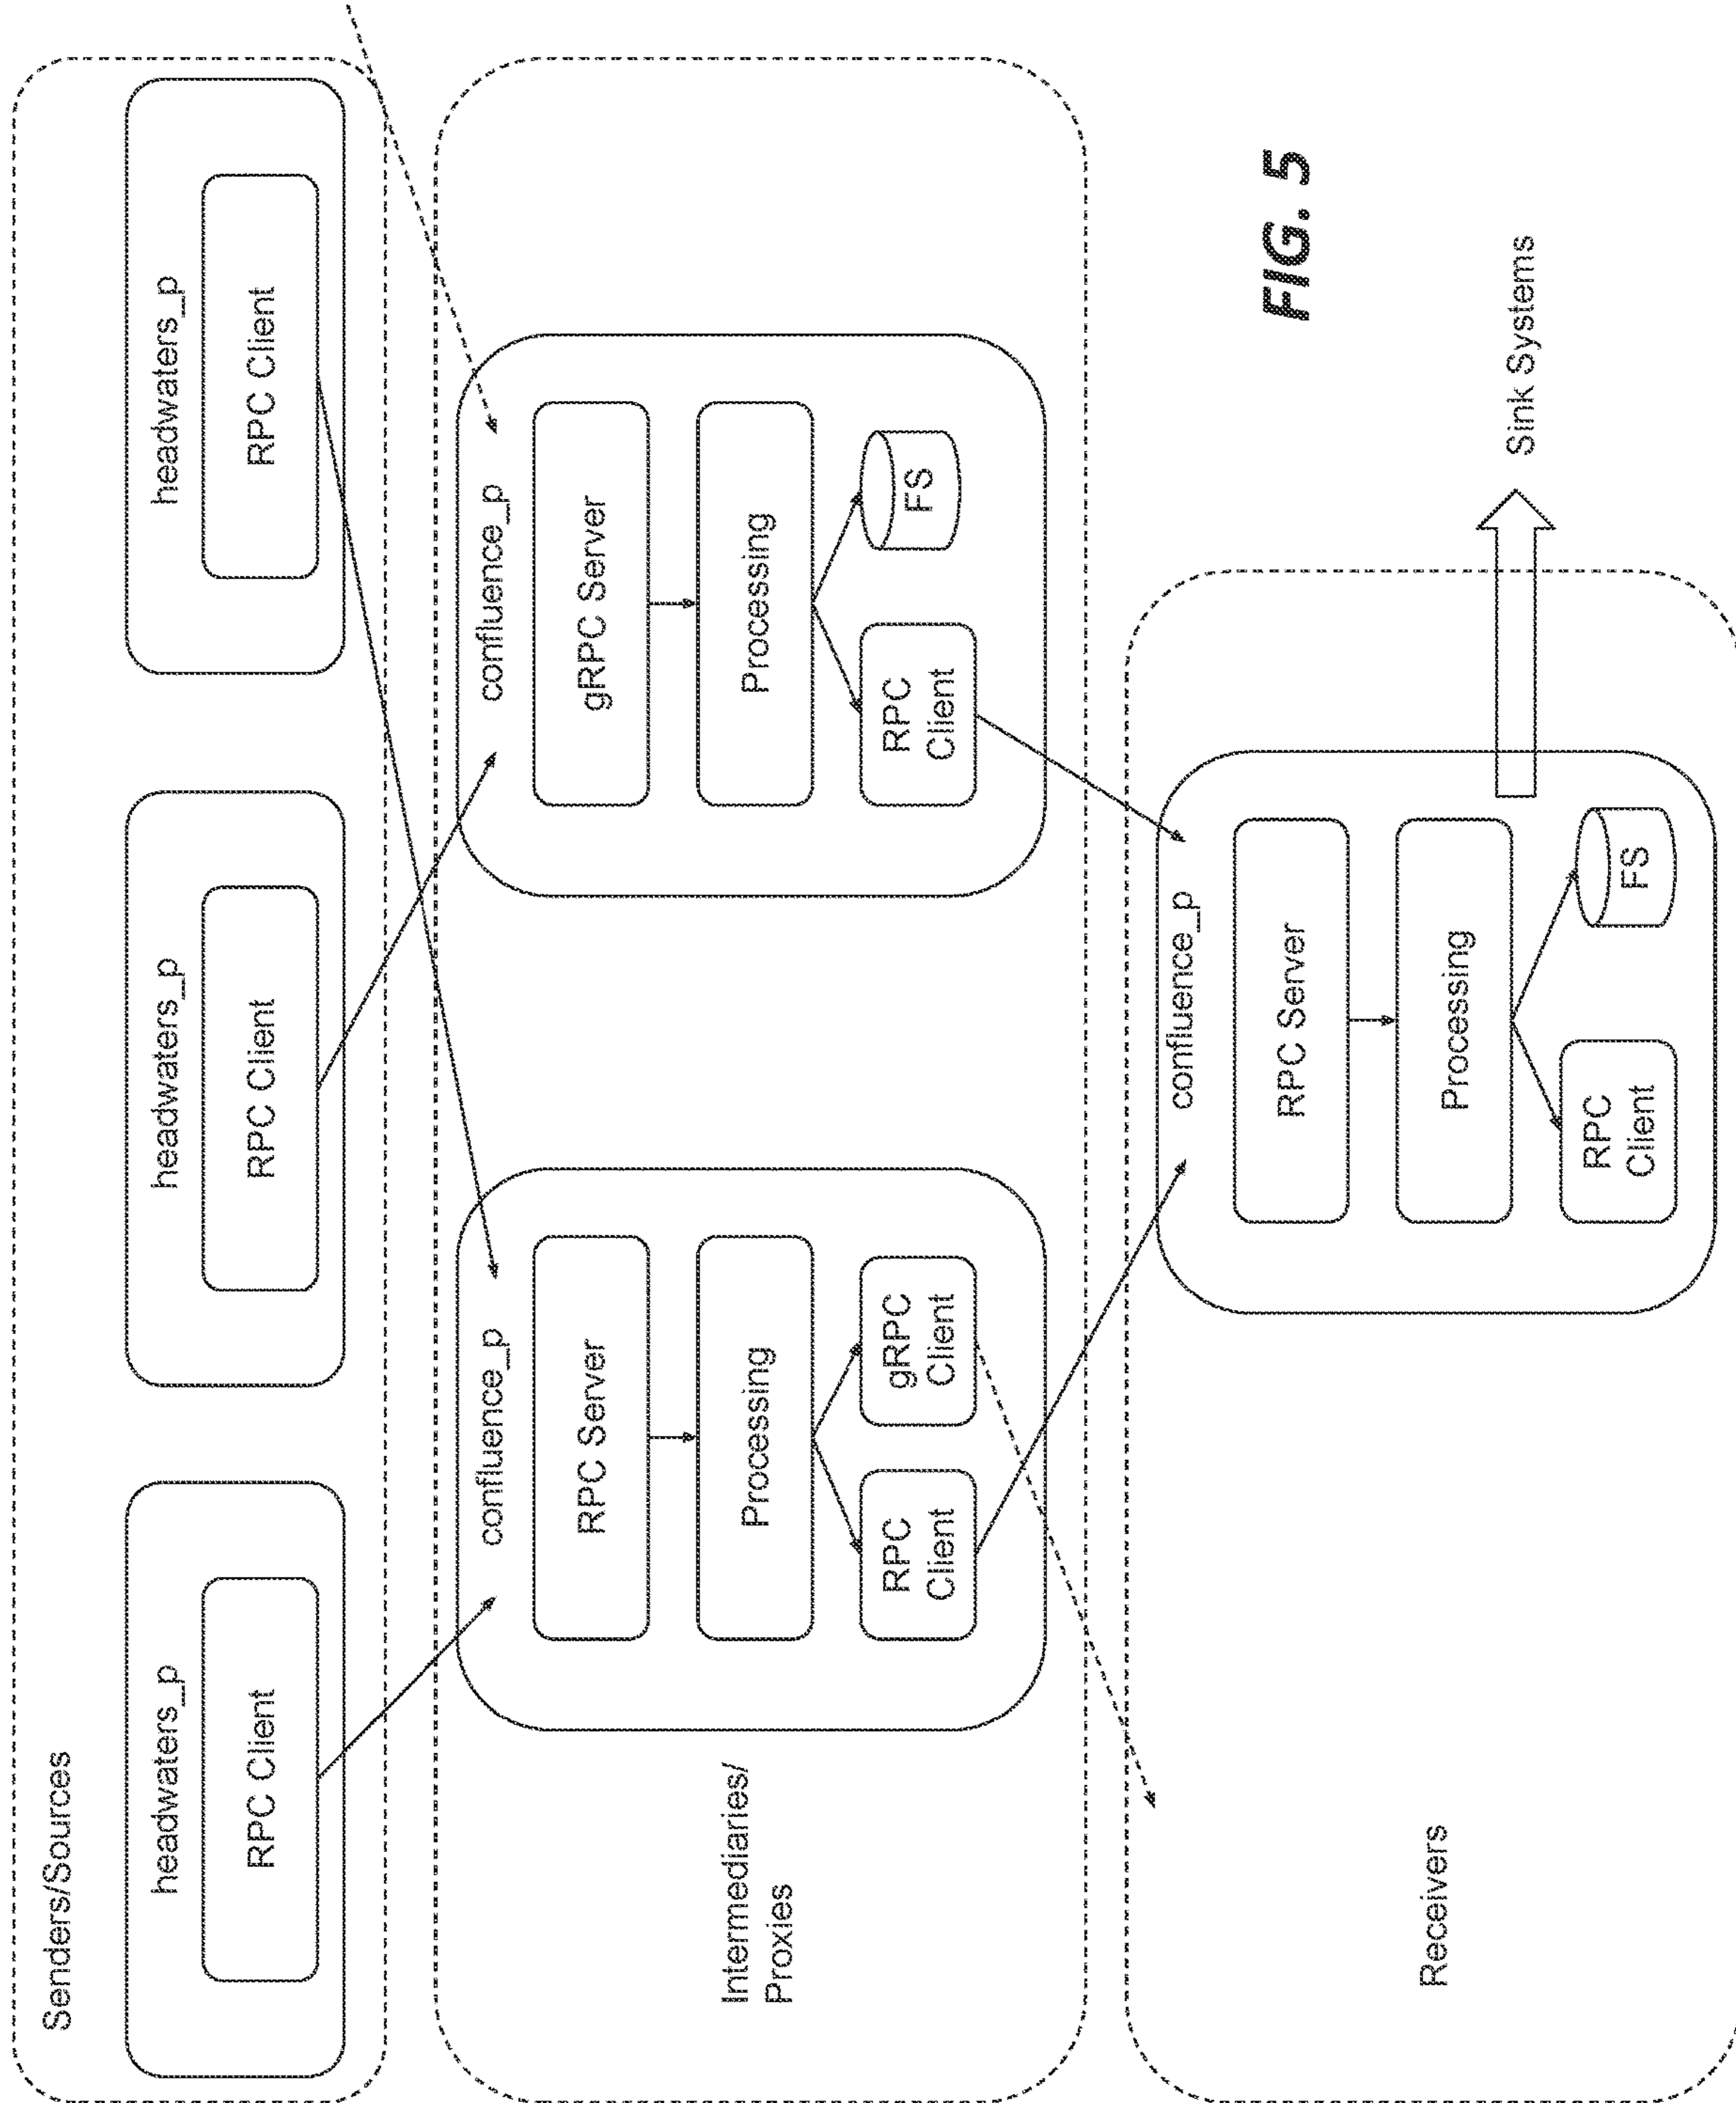 Senders/Sources
headwaters_p
RPC Client
headwaters_p
RPC Client
headwaters_p
RPC Client
Intermediaries/
Proxies
confluence_p
RPC Server
Processing
RPC
Client
gRPC
Client
confluence_p
gRPC Server
Processing
RPC
Client
FS
Receivers
confluence_p
RPC Server
Processing
RPC
Client
FS
Sink Systems
FIG. 5